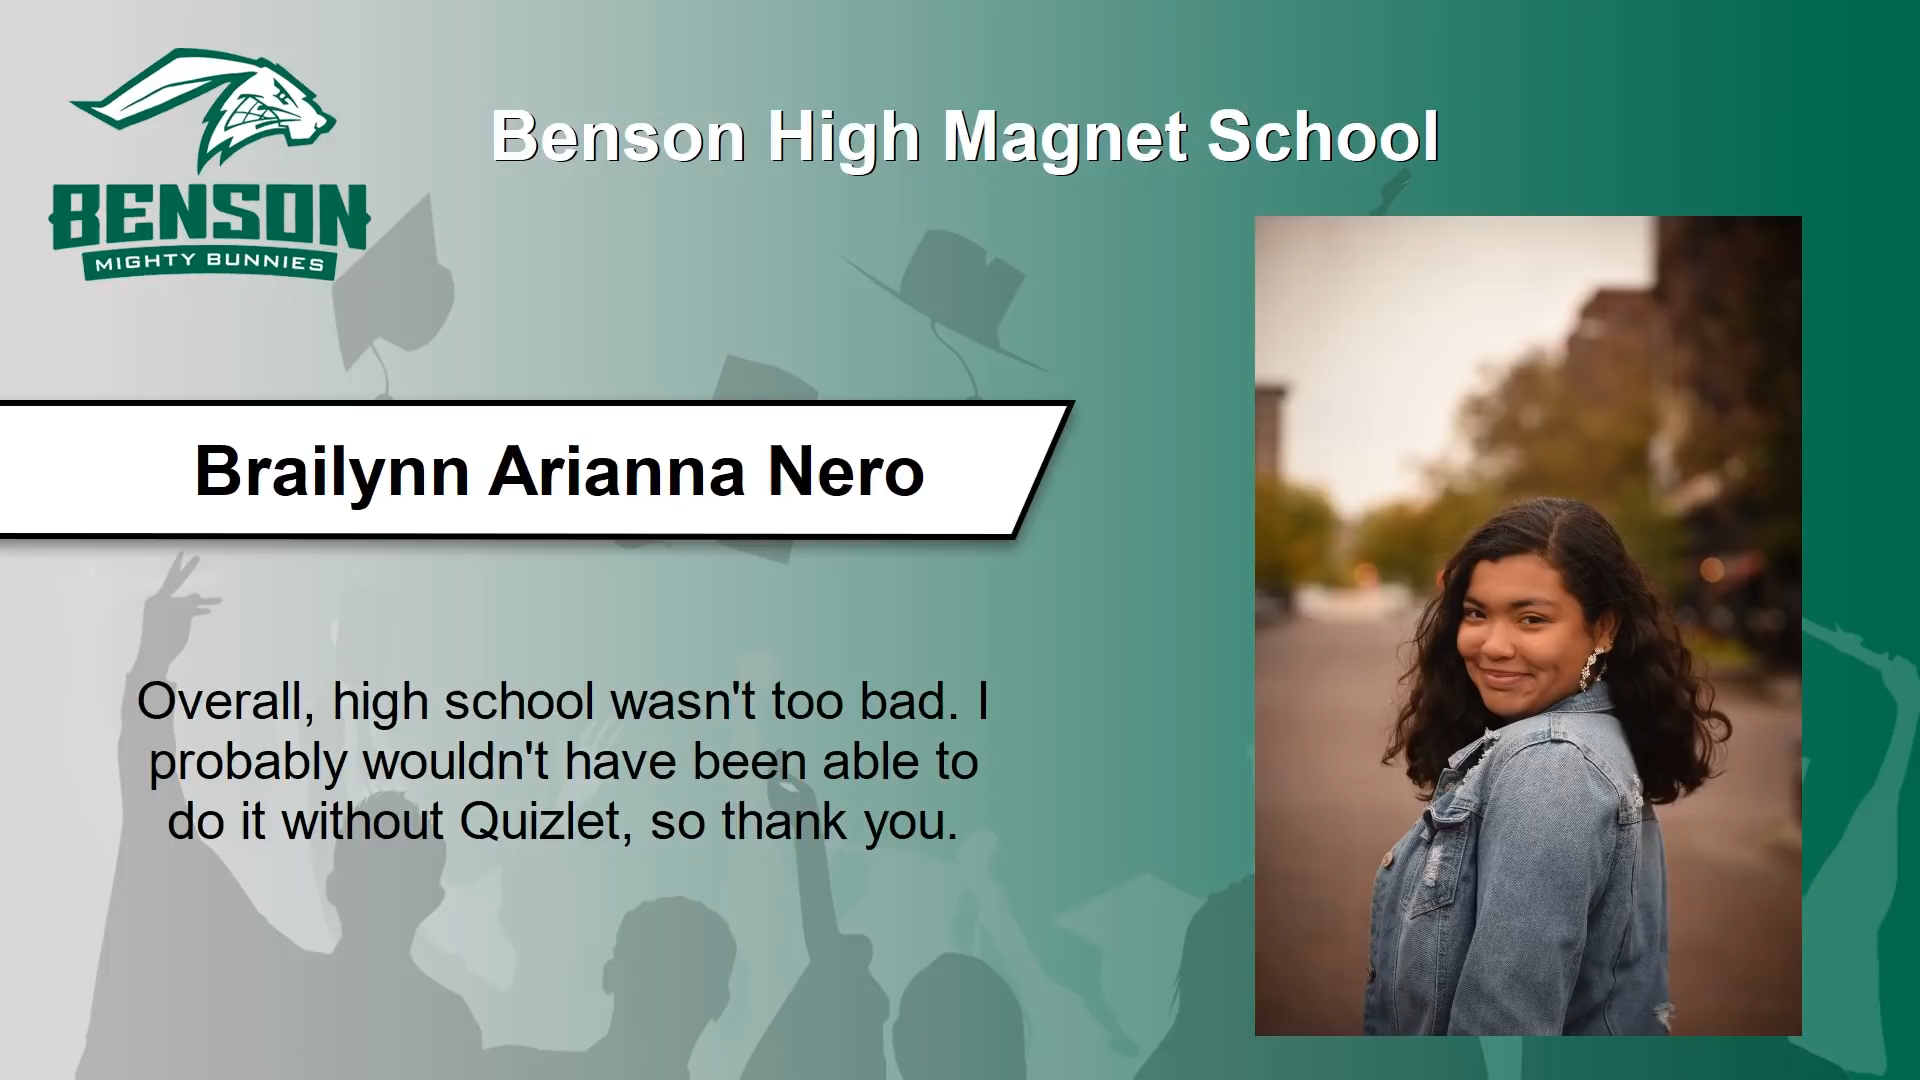 BENSON
MIGHTY BUNNIES
Benson High Magnet School
Brailynn Arianna Nero
Overall, high school wasn't too bad. I
probably wouldn't have been able to
do it without Quizlet, so thank you.